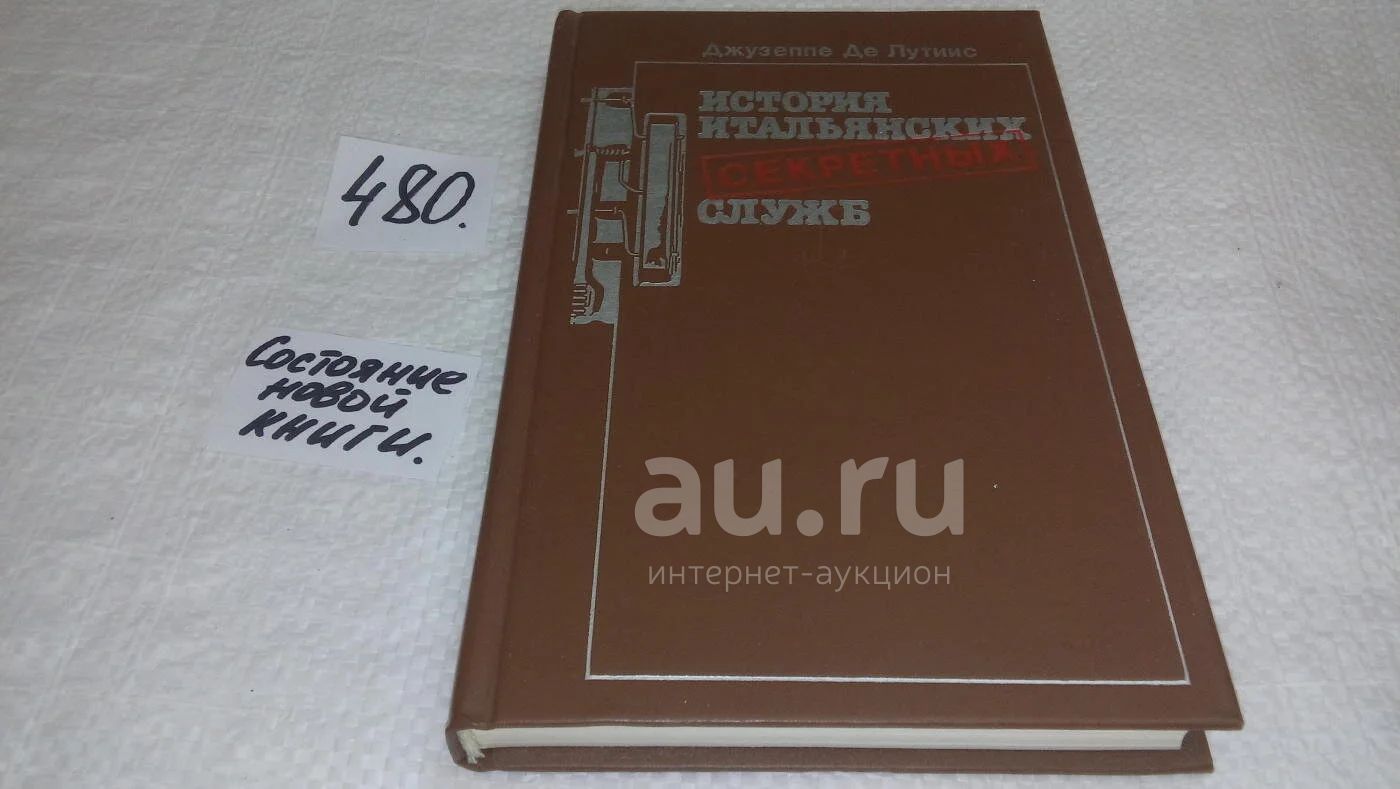 Джузеппе Де Лутиис
ИСТОРИЯ
ИТАЛЬЯНСКИХ
СЕКРЕТНЫХ
СЛУЖБ
480.
Состояние
новой
книги.
au.ru
интернет-аукцион